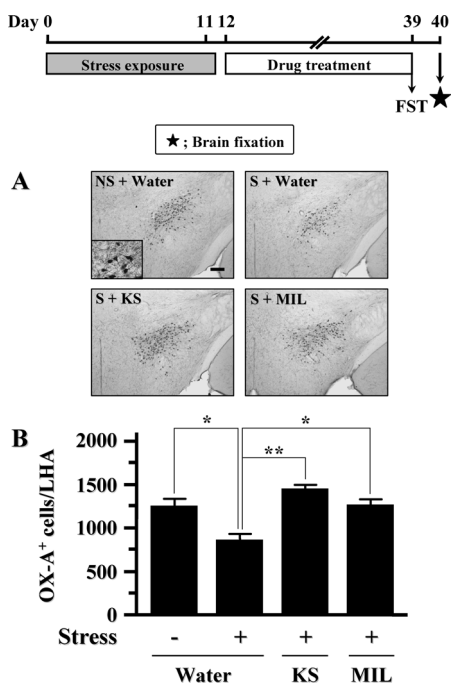 Day 0 11 12 39 40
Stress exposure Drug treatment
FST
★ ; Brain fixation
A
NS + Water S + Water
S + KS S + MIL
B
* * **
OX-A+ cells/LHA
2000
1500
1000
500
0
Stress - + + +
Water KS MIL